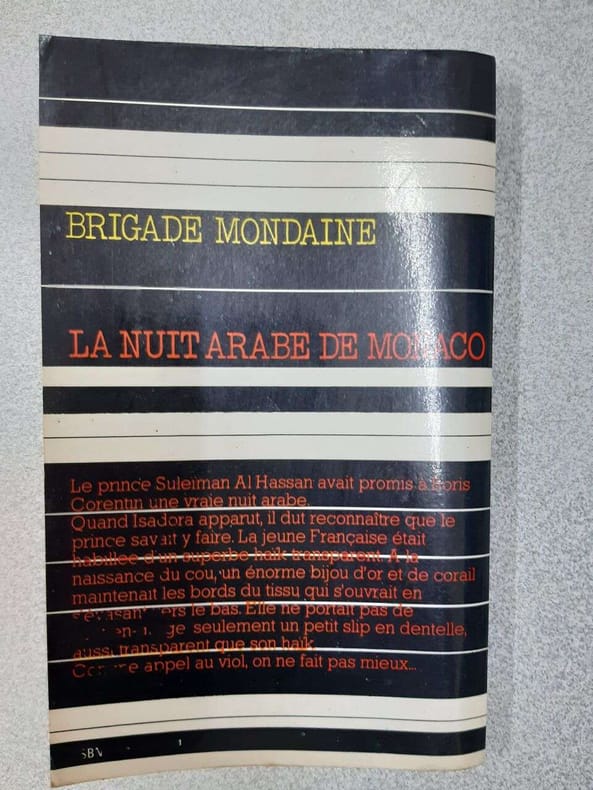 BRIGADE MONDAINE
LA NUIT ARABE DE MONACO
Le prince Suleiman Al Hassan avait promis à Boris
Corentin une vraie nuit arabe.
Quand Isadora apparut, il dut reconnaître que le
prince savait y faire. La jeune Française était
habillée d'un superbe haïk transparent. A la
naissance du cou, un énorme bijou d'or et de corail
maintenait les bords du tissu qui s'ouvrait en
vers le bas. Elle ne portait pas de
seulement un petit slip en dentelle,
aussi transparent que son haïk.
Comme appel au viol, on ne fait pas mieux...